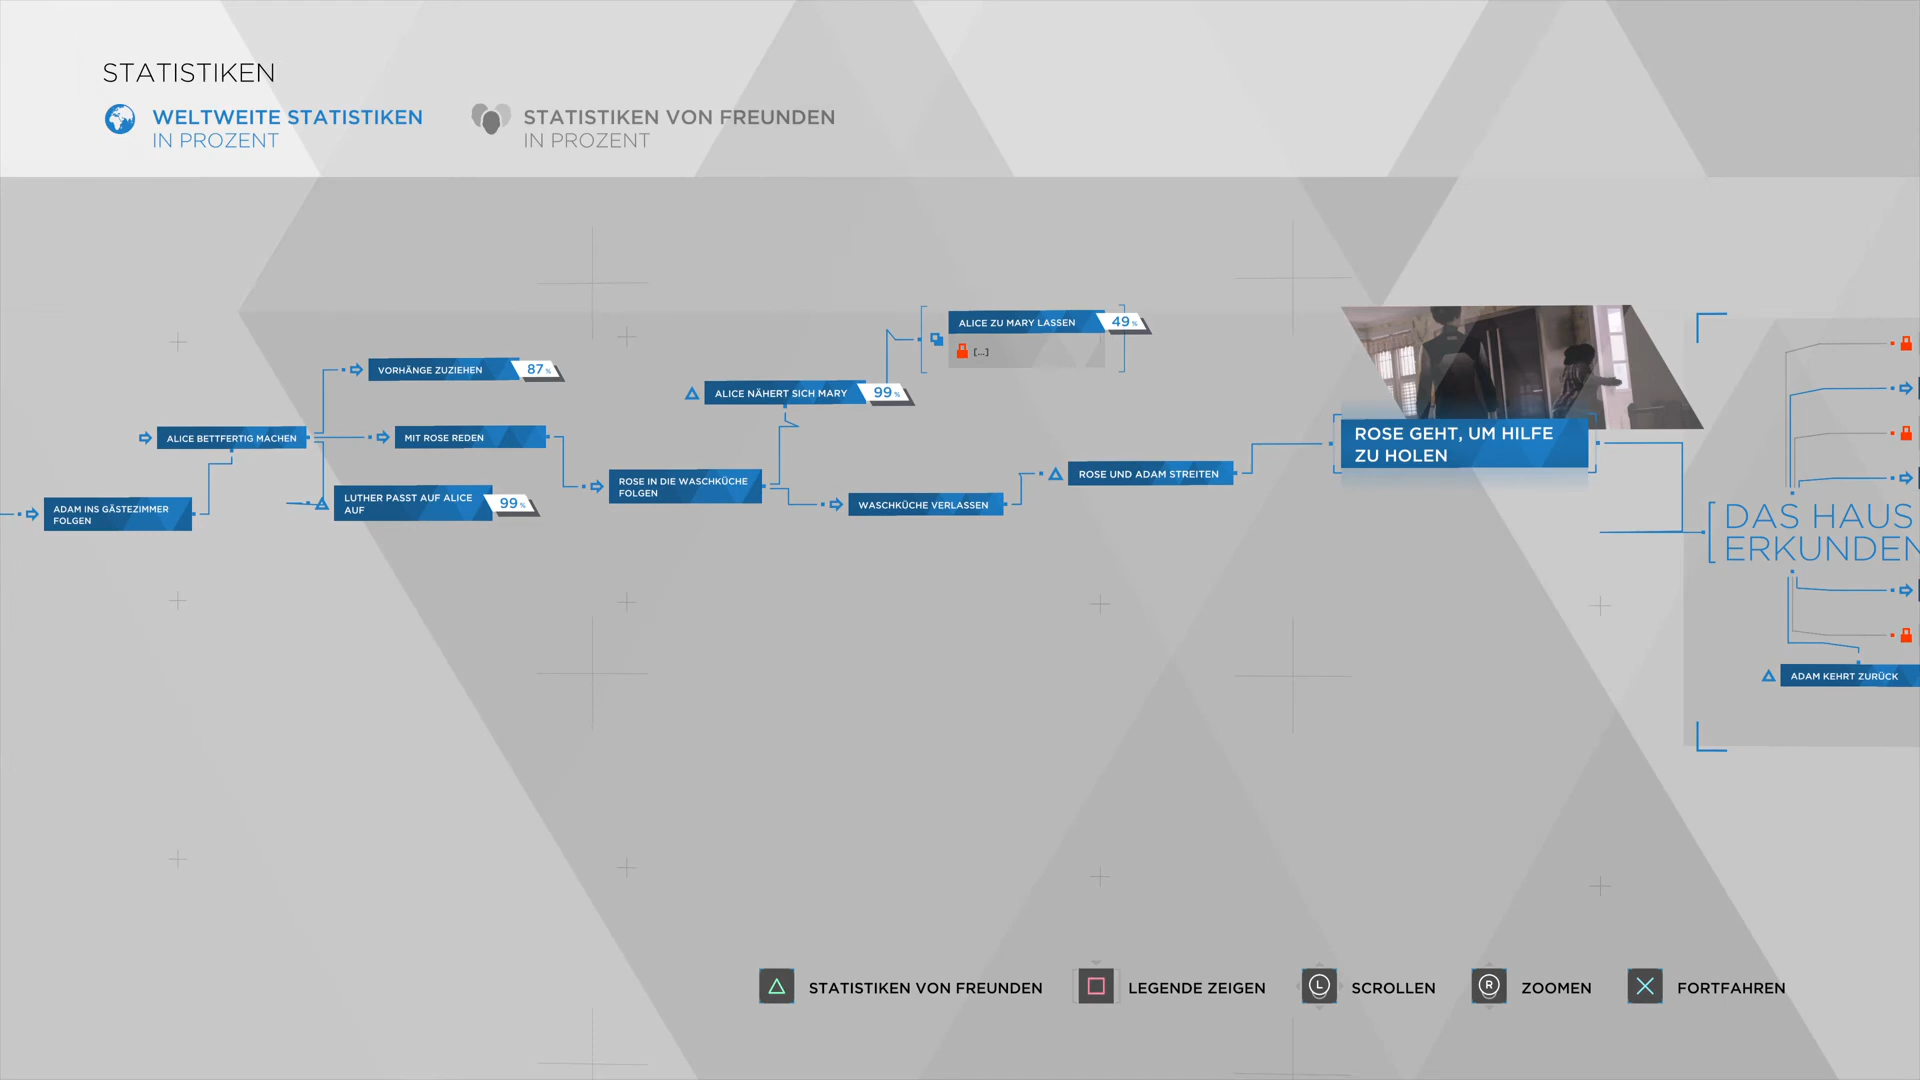 STATISTIKEN
WELTWEITE STATISTIKEN
IN PROZENT
STATISTIKEN VON FREUNDEN
IN PROZENT
ALICE ZU MARY LASSEN 49%
[...]
VORHÄNGE ZUZIEHEN 87%
ALICE NÄHERT SICH MARY 99%
ALICE BETTFERTIG MACHEN
MIT ROSE REDEN
ROSE GEHT, UM HILFE
ZU HOLEN
ROSE IN DIE WASCHKÜCHE
FOLGEN
ROSE UND ADAM STREITEN
LUTHER PASST AUF ALICE
AUF 99%
WASCHKÜCHE VERLASSEN
ADAM INS GÄSTEZIMMER
FOLGEN
[DAS HAUS
ERKUNDEN
ADAM KEHRT ZURÜCK
STATISTIKEN VON FREUNDEN
LEGENDE ZEIGEN
L SCROLLEN
R ZOOMEN
FORTFAHREN